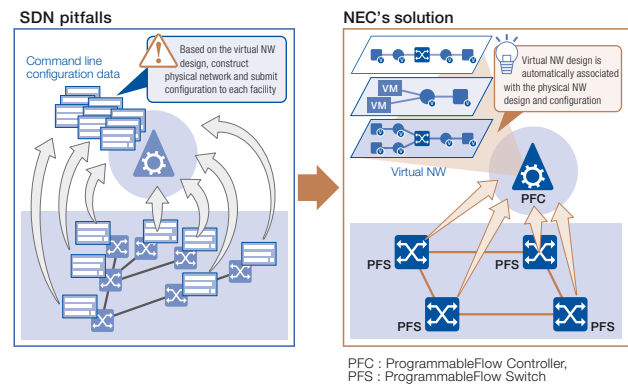 SDN pitfalls
Command line
configuration data
Based on the virtual NW
design, construct
physical network and submit
configuration to each facility
NEC's solution
V
V
V
V
VM
VM
V
V
V
V
V
V
Virtual NW design is
automatically associated
with the physical NW
design and configuration
Virtual NW
PFC
PFS
PFS
PFS
PFS
PFC : ProgrammableFlow Controller,
PFS : ProgrammableFlow Switch